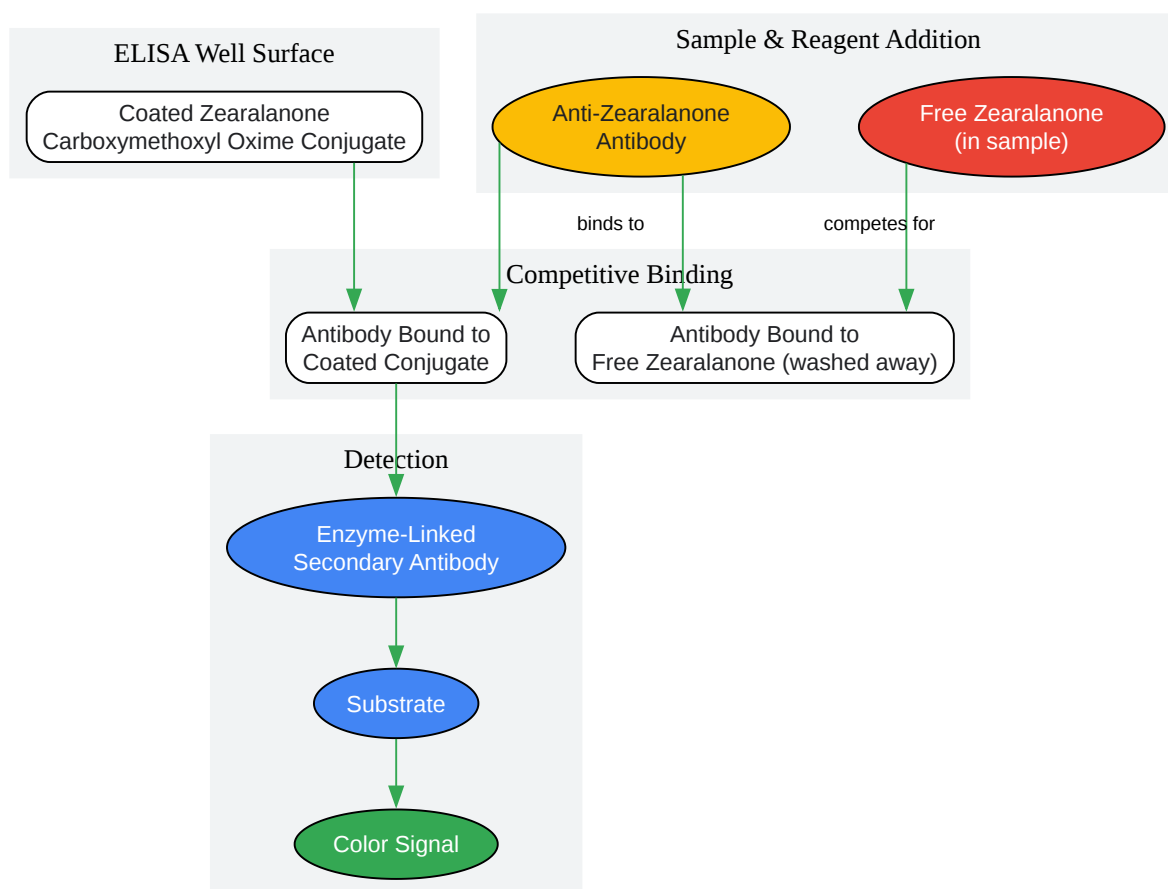 ELISA Well Surface
Coated Zearalanone
Carboxymethoxyl Oxime Conjugate
Sample & Reagent Addition
Anti-Zearalanone
Antibody
Free Zearalanone
(in sample)
binds to
competes for
Competitive Binding
Antibody Bound to
Coated Conjugate
Antibody Bound to
Free Zearalanone (washed away)
Detection
Enzyme-Linked
Secondary Antibody
Substrate
Color Signal